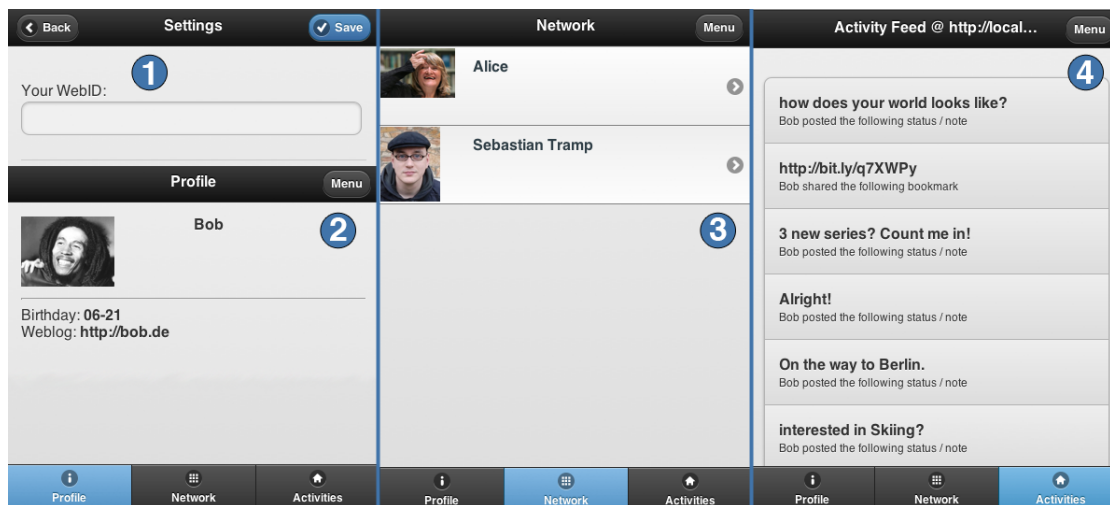 Back
Settings
Save
1
Your WebID:
Profile
Menu
Bob
2
Birthday: 06-21
Weblog: http://bob.de
Profile
Network
Activities
Network
Menu
Alice
Sebastian Tramp
3
Profile
Network
Activities
Activity Feed @ http://local...
Menu
4
how does your world looks like?
Bob posted the following status / note
http://bit.ly/q7XWPy
Bob shared the following bookmark
3 new series? Count me in!
Bob posted the following status / note
Alright!
Bob posted the following status / note
On the way to Berlin.
Bob posted the following status / note
interested in Skiing?
Bob posted the following status / note
Profile
Network
Activities